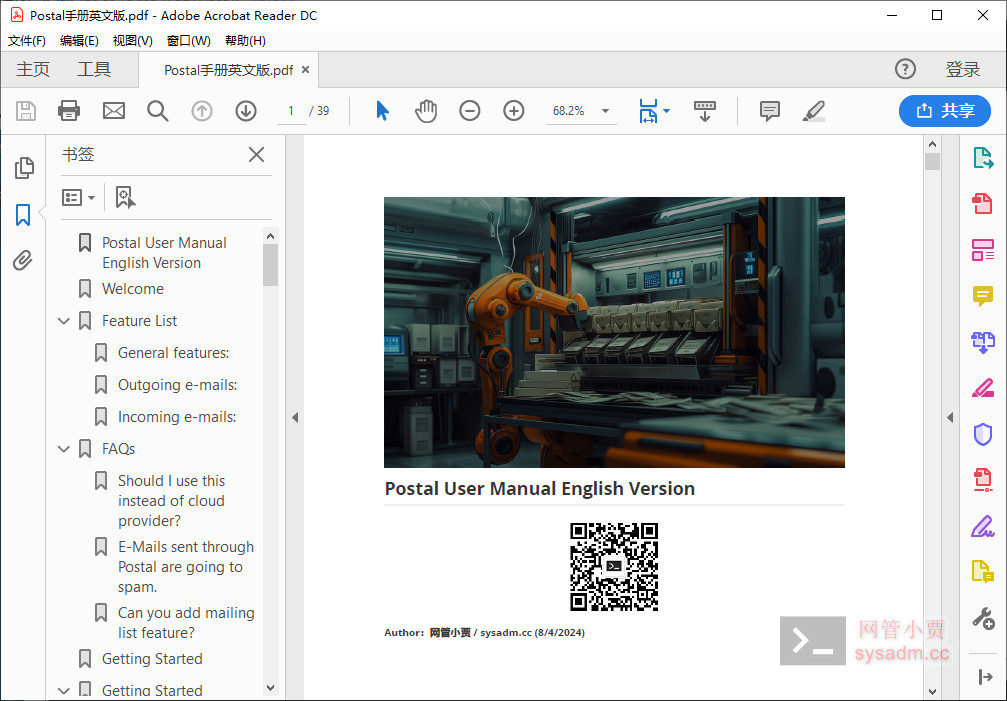 Postal手册英文版.pdf - Adobe Acrobat Reader DC
文件(F) 编辑(E) 视图(V) 窗口(W) 帮助(H)
主页 工具 Postal手册英文版.pdf × 登录
1 / 39 68.2% 共享
书签
Postal User Manual
English Version
Welcome
Feature List
General features:
Outgoing e-mails:
Incoming e-mails:
FAQs
Should I use this
instead of cloud
provider?
E-Mails sent through
Postal are going to
spam.
Can you add mailing
list feature?
Getting Started
Getting Started
Postal User Manual English Version
Author: 网管小贾 / sysadm.cc (8/4/2024)
网管小贾
sysadm.cc